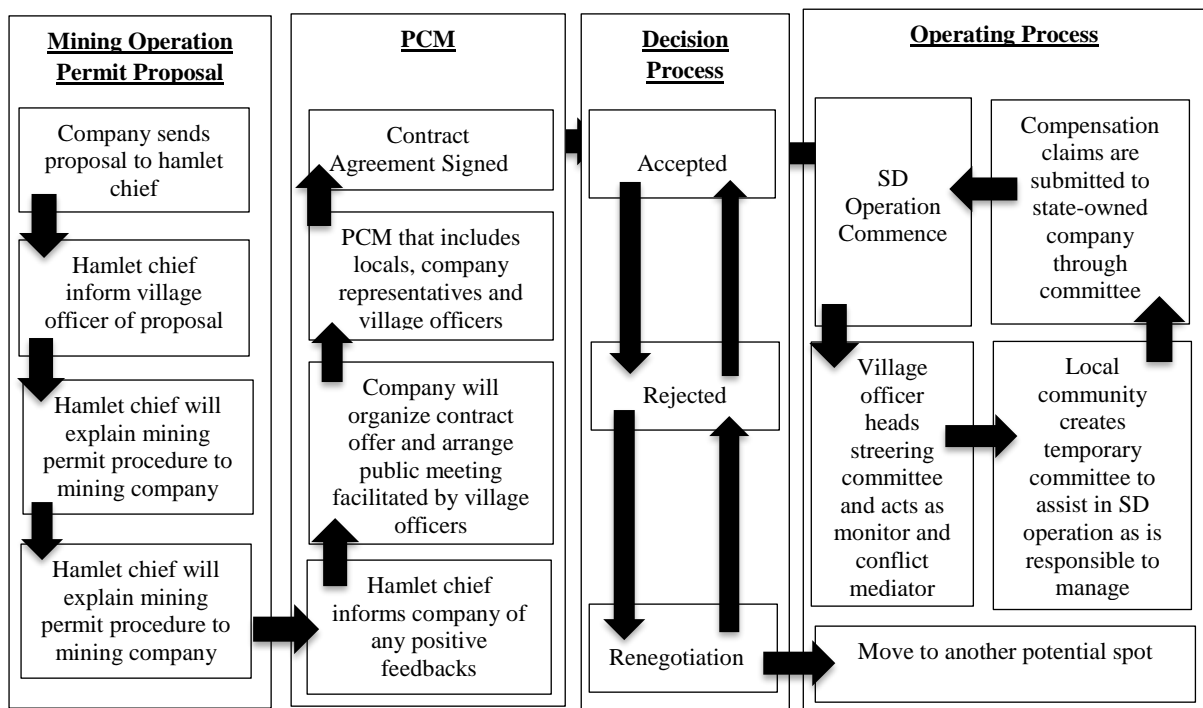 Mining Operation
Permit Proposal
Company sends
proposal to hamlet
chief
Hamlet chief
inform village
officer of proposal
Hamlet chief will
explain mining
permit procedure to
mining company
Hamlet chief will
explain mining
permit procedure to
mining company
PCM
Contract
Agreement Signed
PCM that includes
locals, company
representatives and
village officers
Company will
organize contract
offer and arrange
public meeting
facilitated by village
officers
Hamlet chief
informs company of
any positive
feedbacks
Decision
Process
Accepted
Rejected
Renegotiation
Operating Process
SD
Operation
Commence
Compensation
claims are
submitted to
state-owned
company
through
committee
Village
officer
heads
streering
committee
and acts as
monitor and
conflict
mediator
Local
community
creates
temporary
committee to
assist in SD
operation as is
responsible to
manage
Move to another potential spot